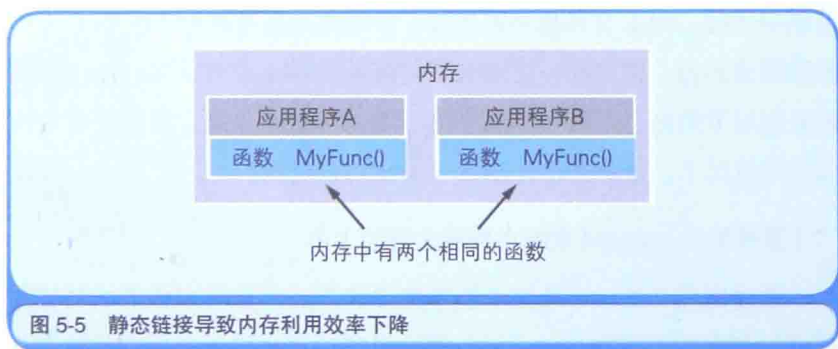 内存
应用程序A 应用程序B
函数 MyFunc() 函数 MyFunc()
内存中有两个相同的函数
图 5-5 静态链接导致内存利用效率下降